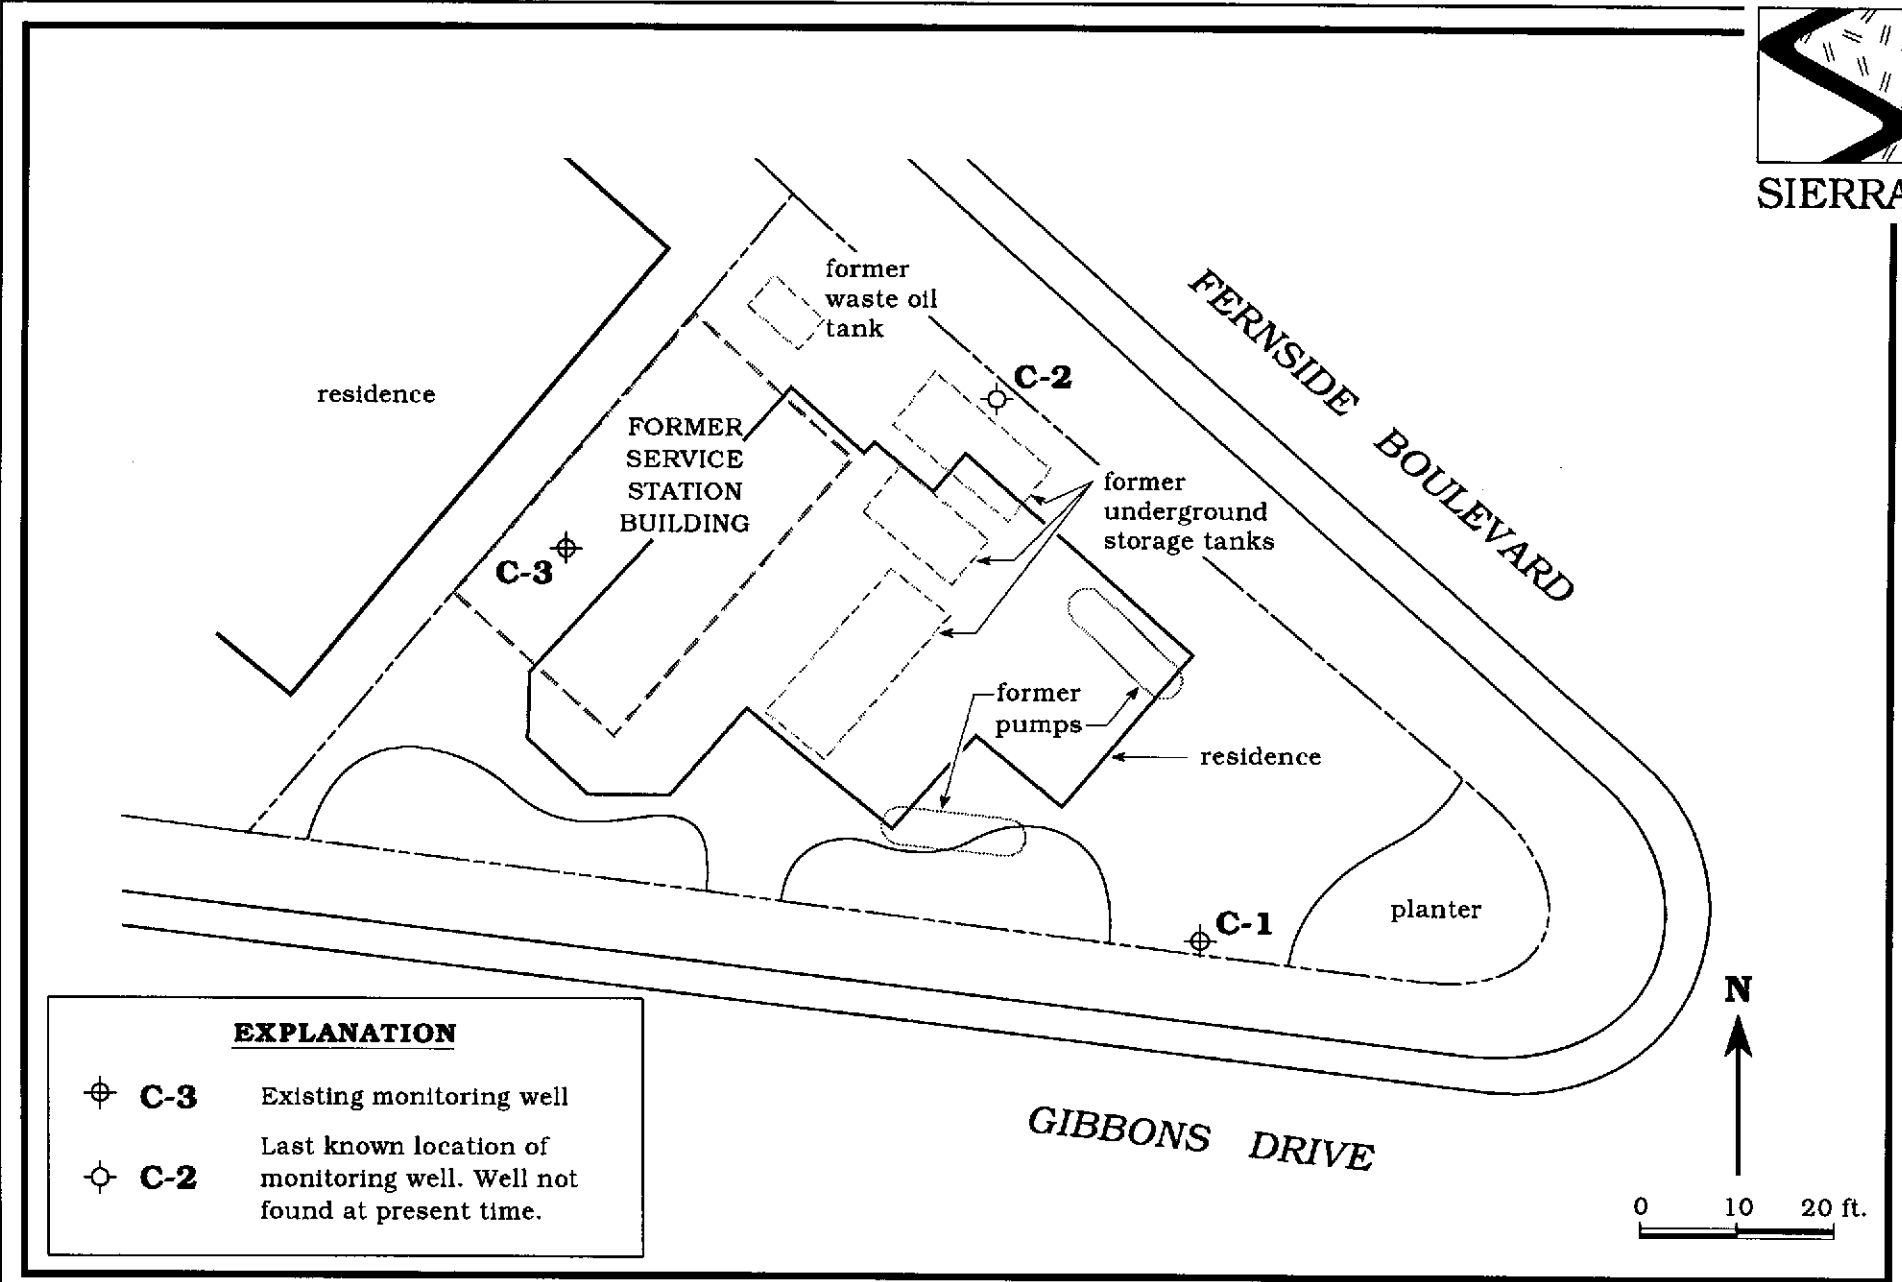 SIERRA
FERNSIDE BOULEVARD
former
waste oil
tank
C-2
residence
FORMER
SERVICE
STATION
BUILDING
former
underground
storage tanks
C-3
former
pumps
residence
C-1
planter
N
EXPLANATION
C-3 Existing monitoring well
Last known location of
C-2 monitoring well. Well not
found at present time.
GIBBONS DRIVE
0 10 20 ft.